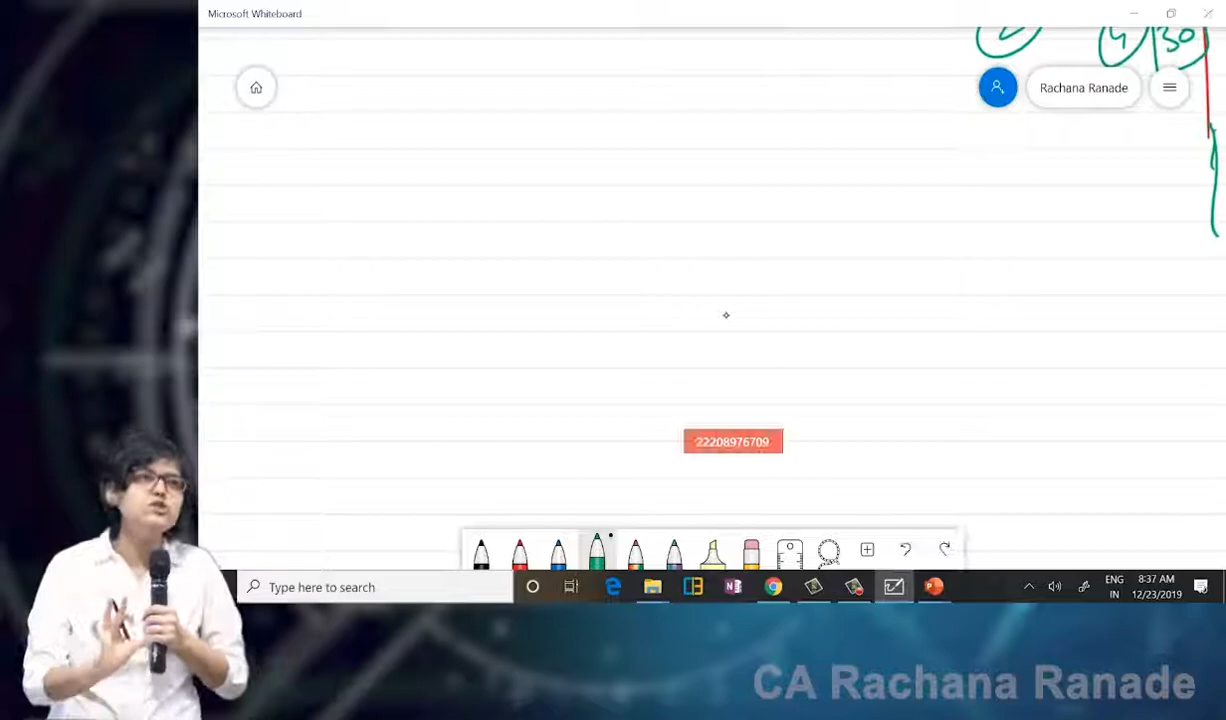 Microsoft Whiteboard
30
Rachana Ranade
22208976709
Type here to search
ENG
IN
8:37 AM
12/23/2019
CA Rachana Ranade